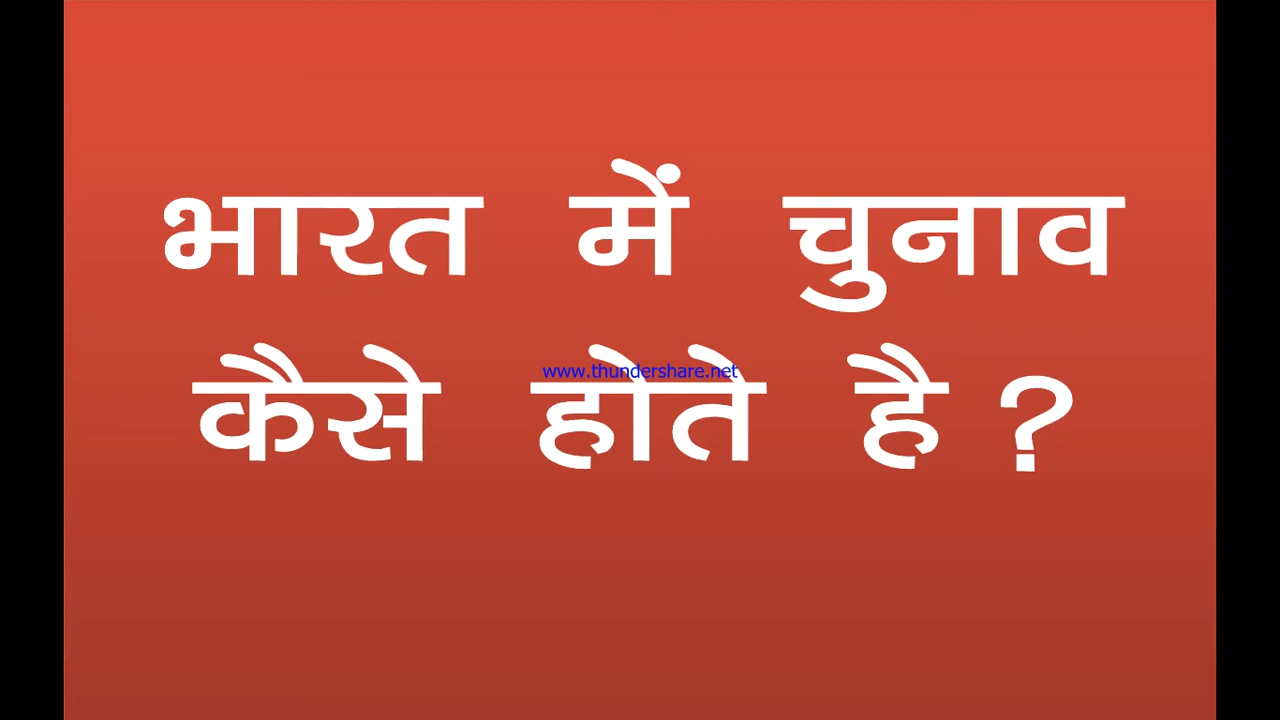 भारत में चुनाव
कैसे होते है ?
www.thundershare.net